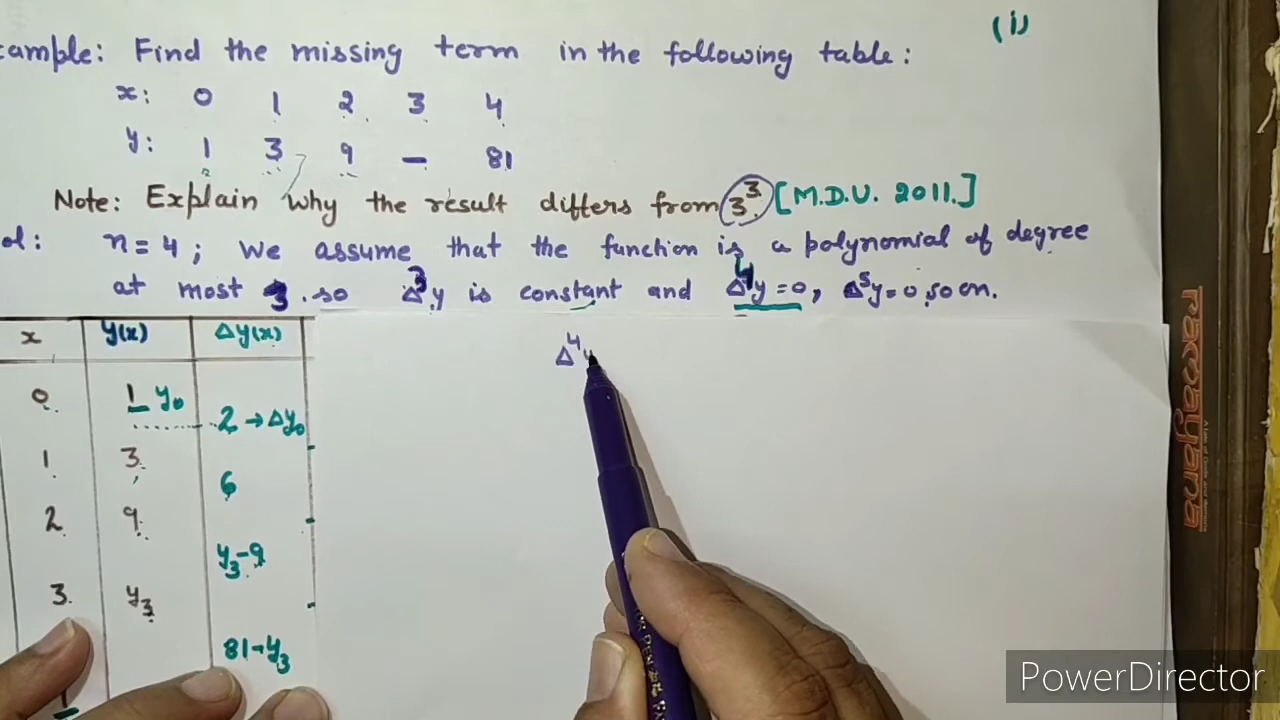 (i)
ample: Find the missing term in the following table:
x: 0 1 2 3 4
y: 1 3 9 — 81
Note: Explain why the result differs from 3³ [M.D.U. 2011.]
ol: n=4; we assume that the function is a polynomial of degree
at most 3. so Δ³y is constant and Δ⁴y=0, Δ⁵y=0 so on.
x y(x) Δy(x)
Δ⁴y
0 1 y₀
2→Δy₀
1 3
6
2 9
y₃-9
3 y₃
81-y₃
racoayana
PowerDirector